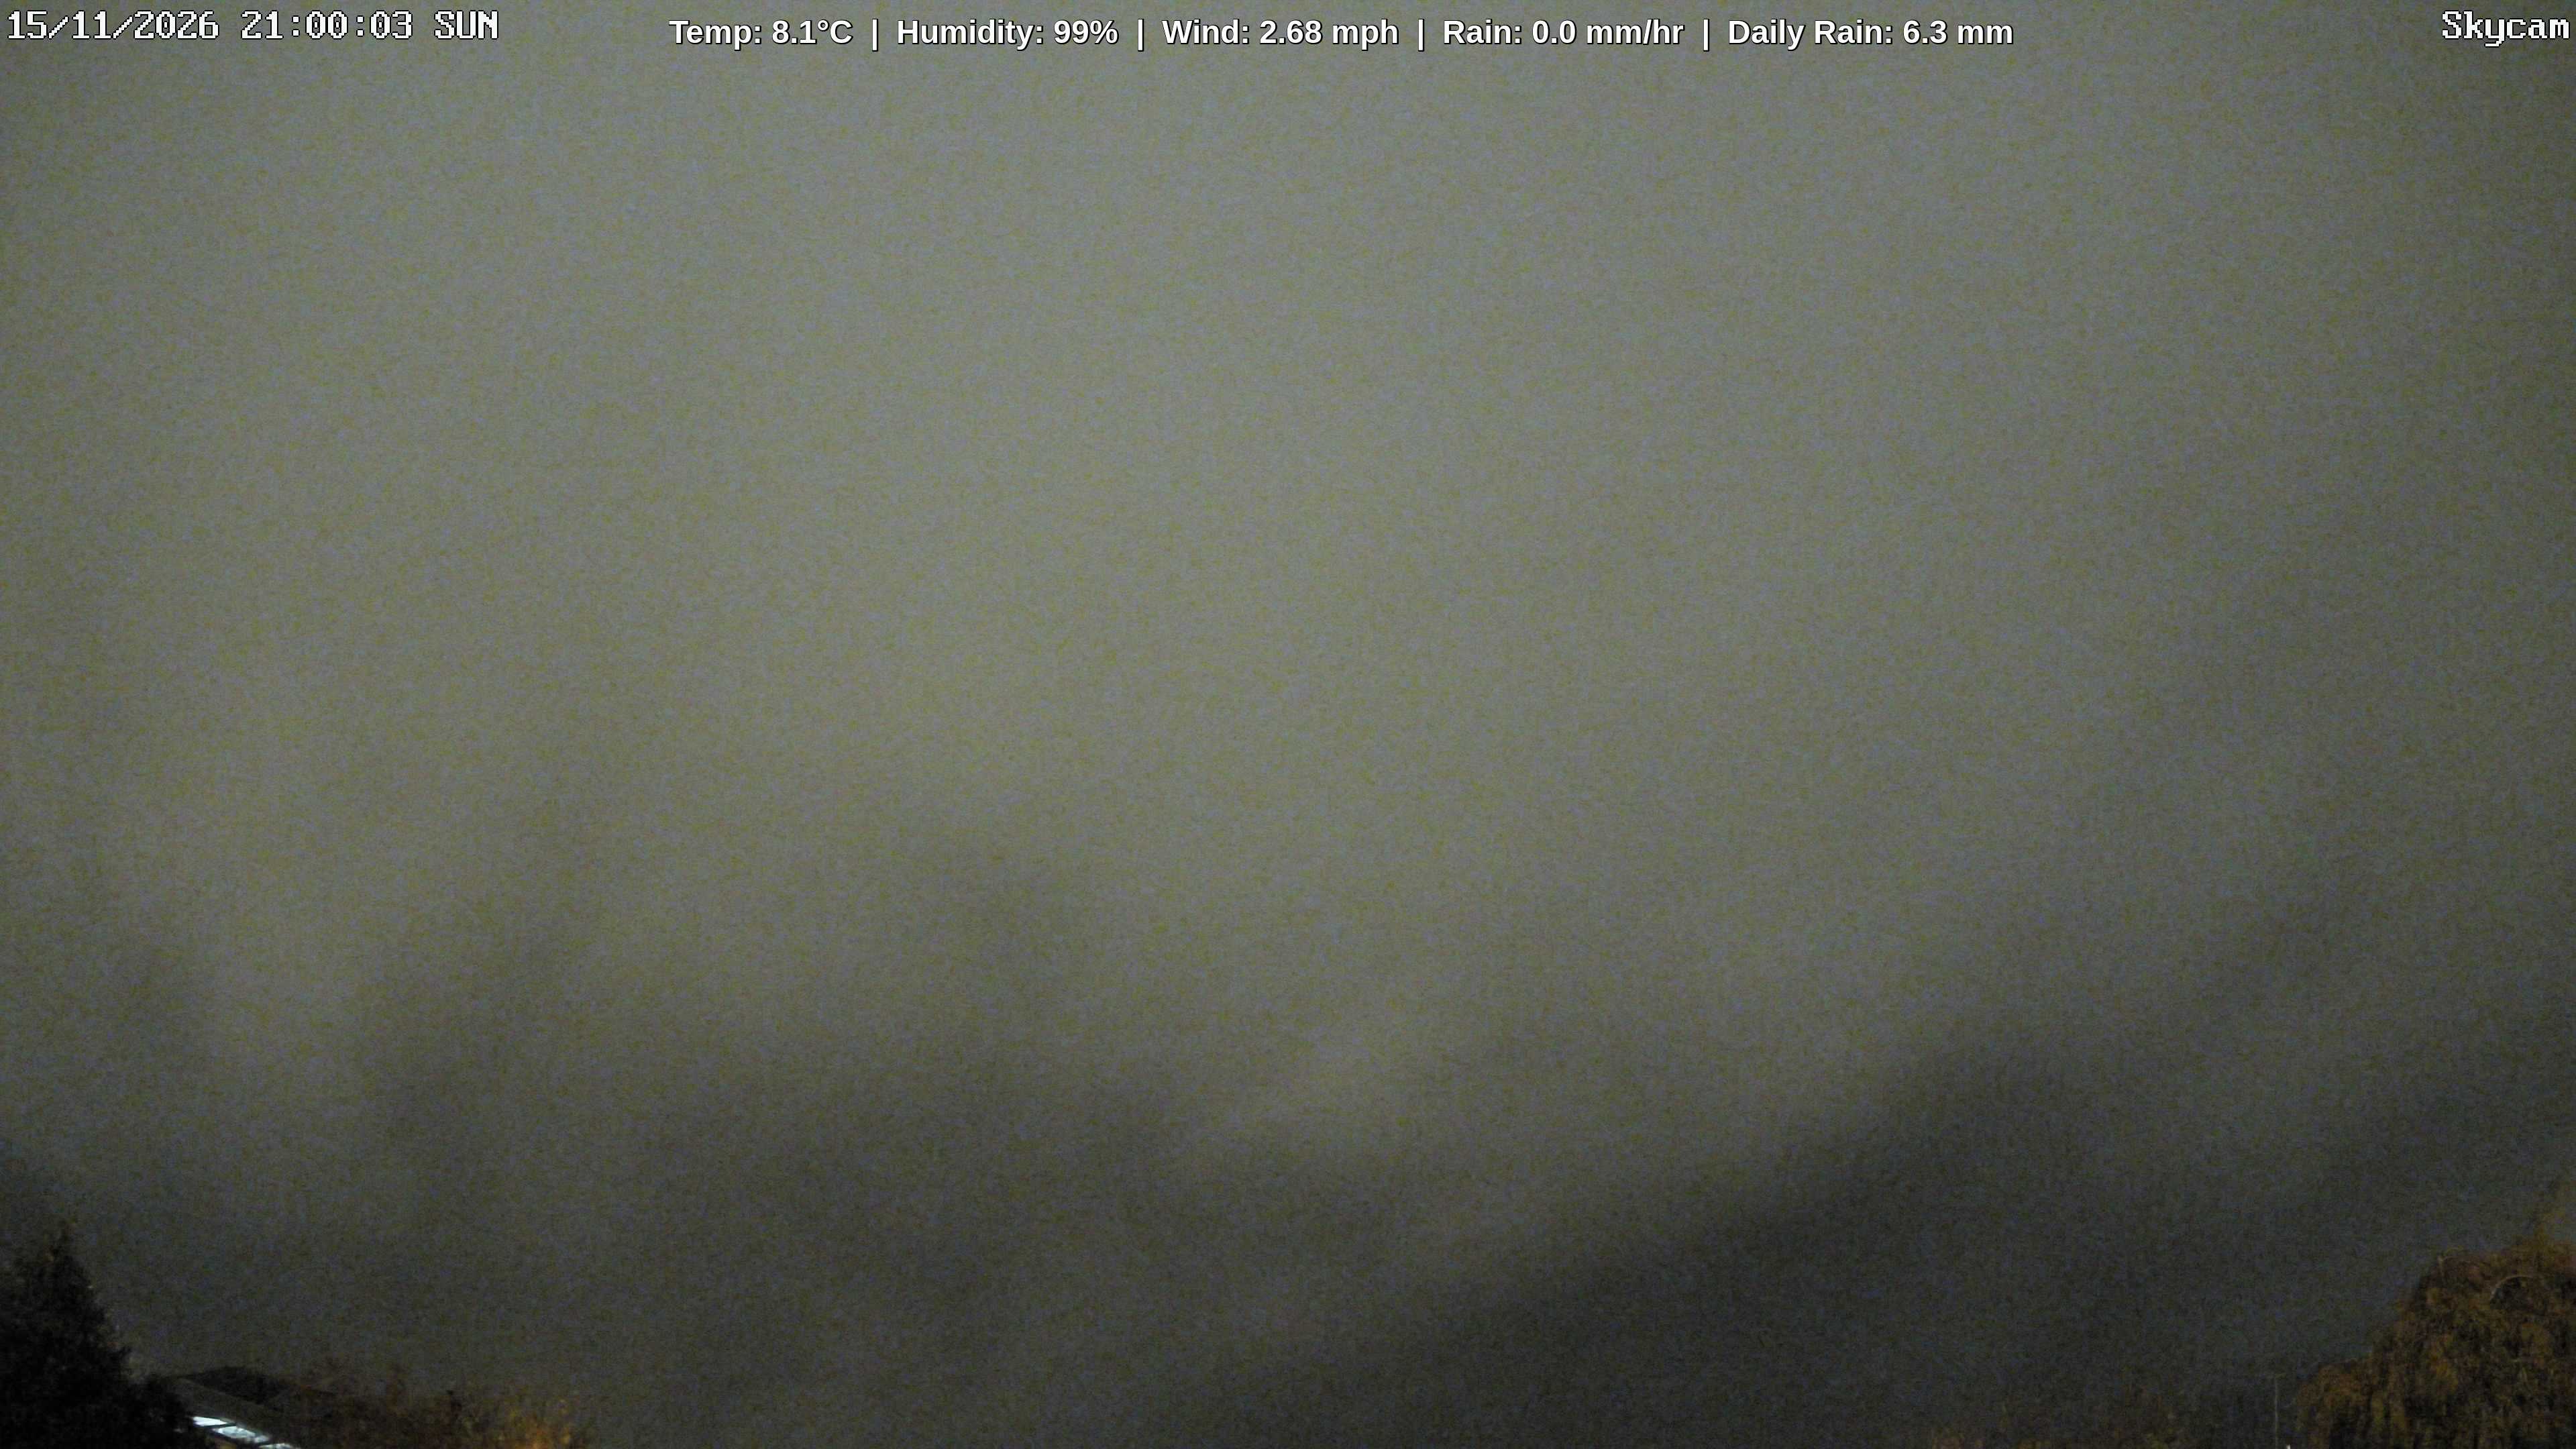 15/11/2026 21:00:03 SUN
Temp: 8.1°C | Humidity: 99% | Wind: 2.68 mph | Rain: 0.0 mm/hr | Daily Rain: 6.3 mm
Skycam